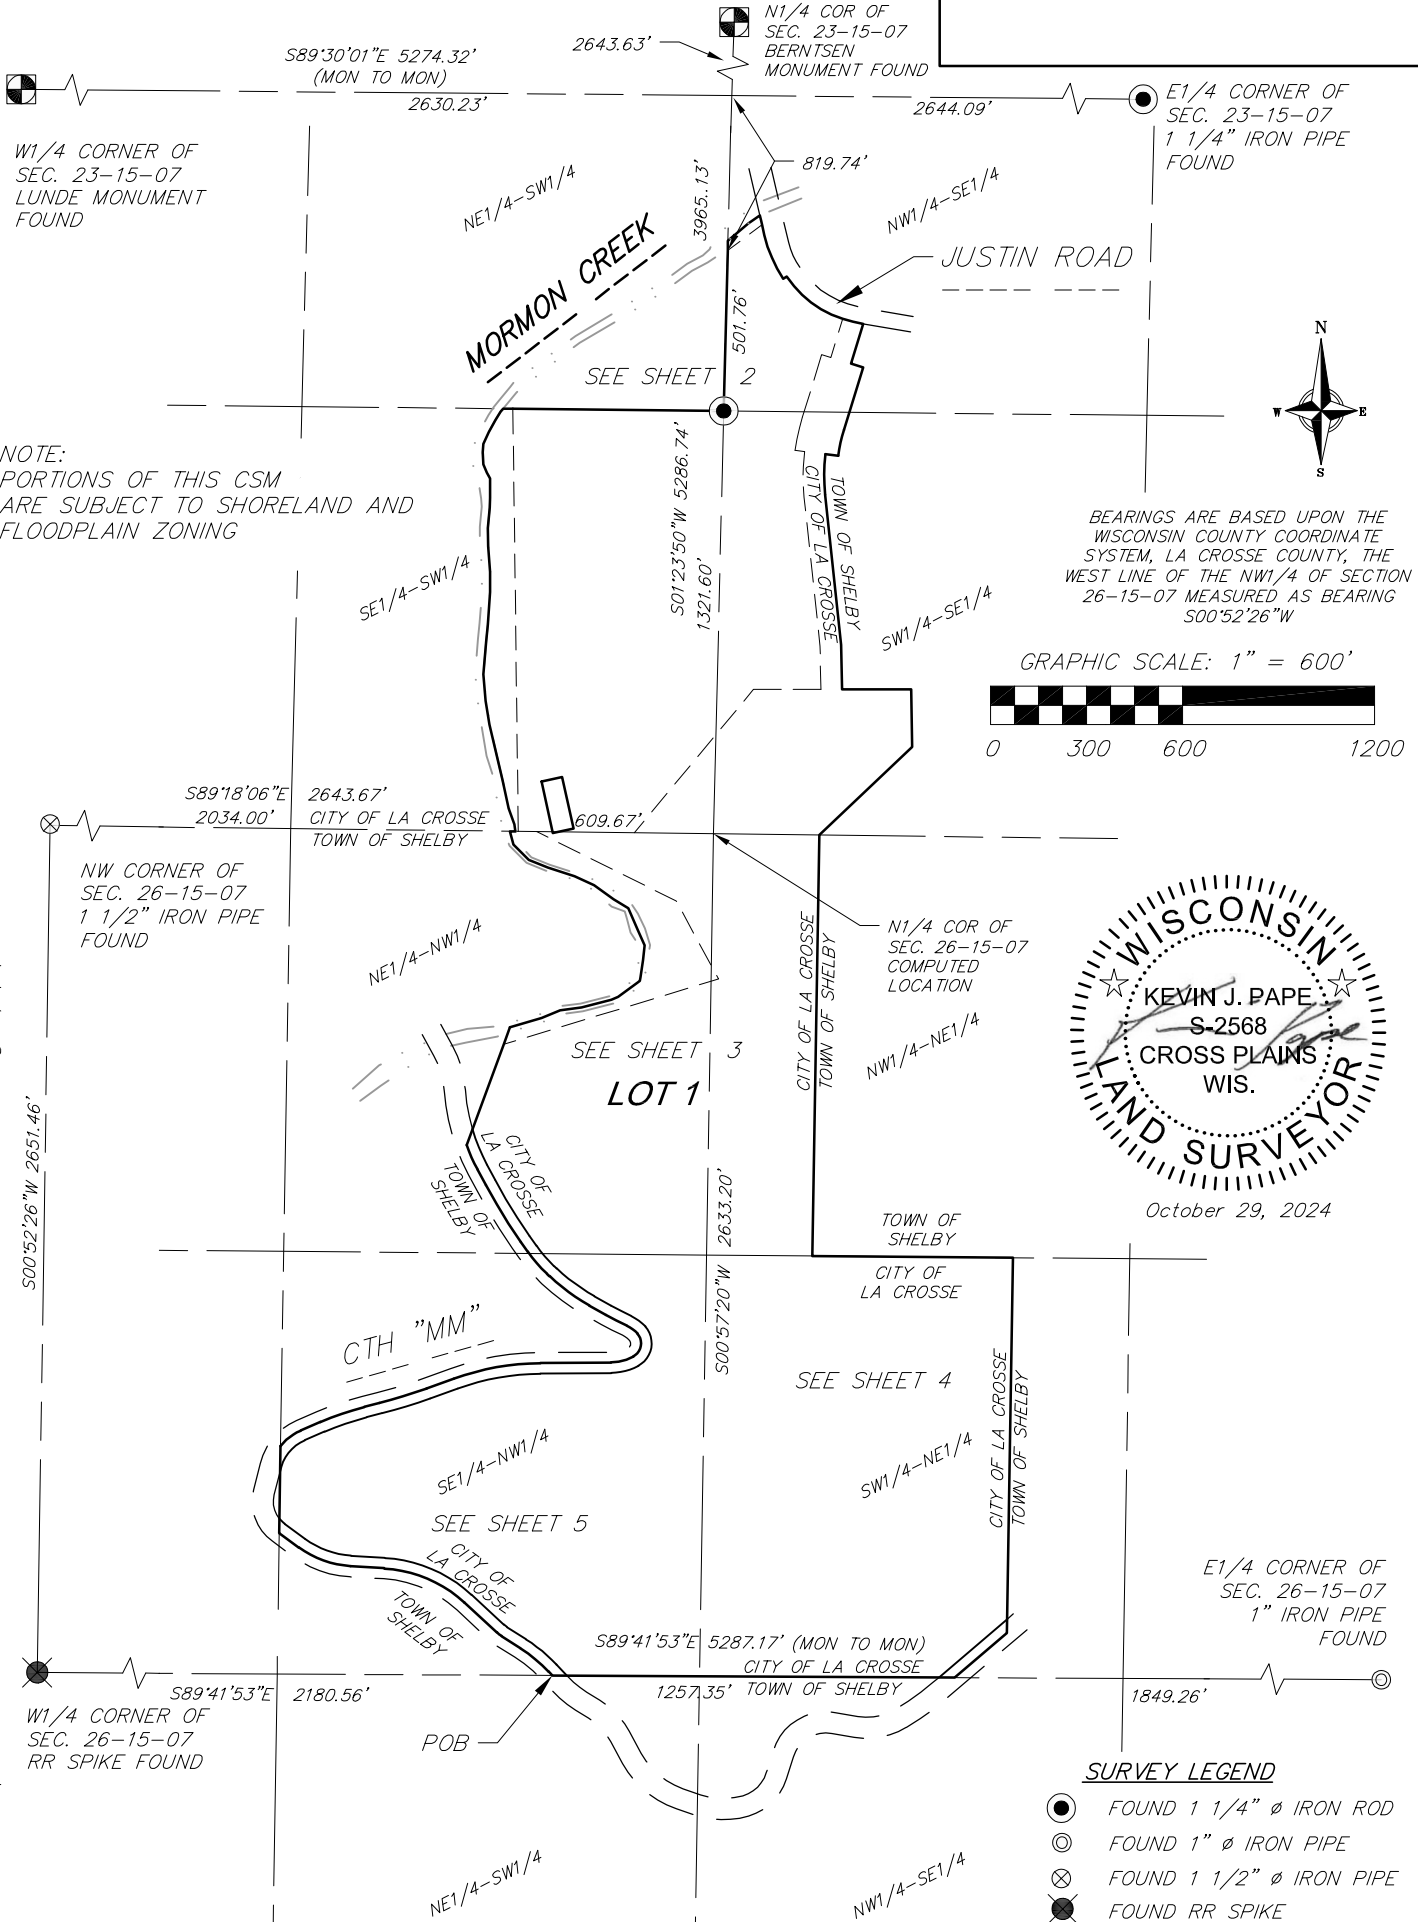 N1/4 COR OF
SEC. 23-15-07
BERNTSEN
MONUMENT FOUND
2643.63'
S89°30'01"E 5274.32'
(MON TO MON)
2630.23'
2644.09'
E1/4 CORNER OF
SEC. 23-15-07
1 1/4" IRON PIPE
FOUND
W1/4 CORNER OF
SEC. 23-15-07
LUNDE MONUMENT
FOUND
819.74'
NE1/4-SW1/4
3965..13'
NW1/4-SE1/4
MORMON CREEK
JUSTIN ROAD
501.76'
SEE SHEET 2
N
W
E
S
NOTE:
PORTIONS OF THIS CSM
ARE SUBJECT TO SHORELAND AND
FLOODPLAIN ZONING
S01°23'50"W 5286.74'
1321.60'
CITY OF LA CROSSE
TOWN OF SHELBY
SE1/4-SW1/4
SW1/4-SE1/4
BEARINGS ARE BASED UPON THE
WISCONSIN COUNTY COORDINATE
SYSTEM, LA CROSSE COUNTY, THE
WEST LINE OF THE NW1/4 OF SECTION
26-15-07 MEASURED AS BEARING
S00°52'26"W
GRAPHIC SCALE: 1" = 600'
0 300 600 1200
S89°18'06"E 2643.67'
2034.00' CITY OF LA CROSSE
TOWN OF SHELBY
609.67'
NW CORNER OF
SEC. 26-15-07
1 1/2" IRON PIPE
FOUND
N1/4 COR OF
SEC. 26-15-07
COMPUTED
LOCATION
NE1/4-NW1/4
CITY OF LA CROSSE
TOWN OF SHELBY
NW1/4-NE1/4
WISCONSIN
KEVIN J. PAPE
S-2568
CROSS PLAINS
WIS.
LAND SURVEYOR
October 29, 2024
SEE SHEET 3
LOT 1
S00°52'26"W 2651.46'
CITY OF
LA CROSSE
TOWN OF
SHELBY
S00°57'20"W 2633.20'
TOWN OF
SHELBY
CITY OF
LA CROSSE
CTH "MM"
SEE SHEET 4
CITY OF LA CROSSE
TOWN OF SHELBY
SE1/4-NW1/4
SW1/4-NE1/4
SEE SHEET 5
CITY OF
LA CROSSE
TOWN OF
SHELBY
E1/4 CORNER OF
SEC. 26-15-07
1" IRON PIPE
FOUND
S89°41'53"E 5287.17' (MON TO MON)
CITY OF LA CROSSE
S89°41'53"E 2180.56'
1257.35' TOWN OF SHELBY
1849.26'
W1/4 CORNER OF
SEC. 26-15-07
RR SPIKE FOUND
POB
SURVEY LEGEND
FOUND 1 1/4" ø IRON ROD
FOUND 1" ø IRON PIPE
FOUND 1 1/2" ø IRON PIPE
FOUND RR SPIKE
NE1/4-SW1/4
NW1/4-SE1/4